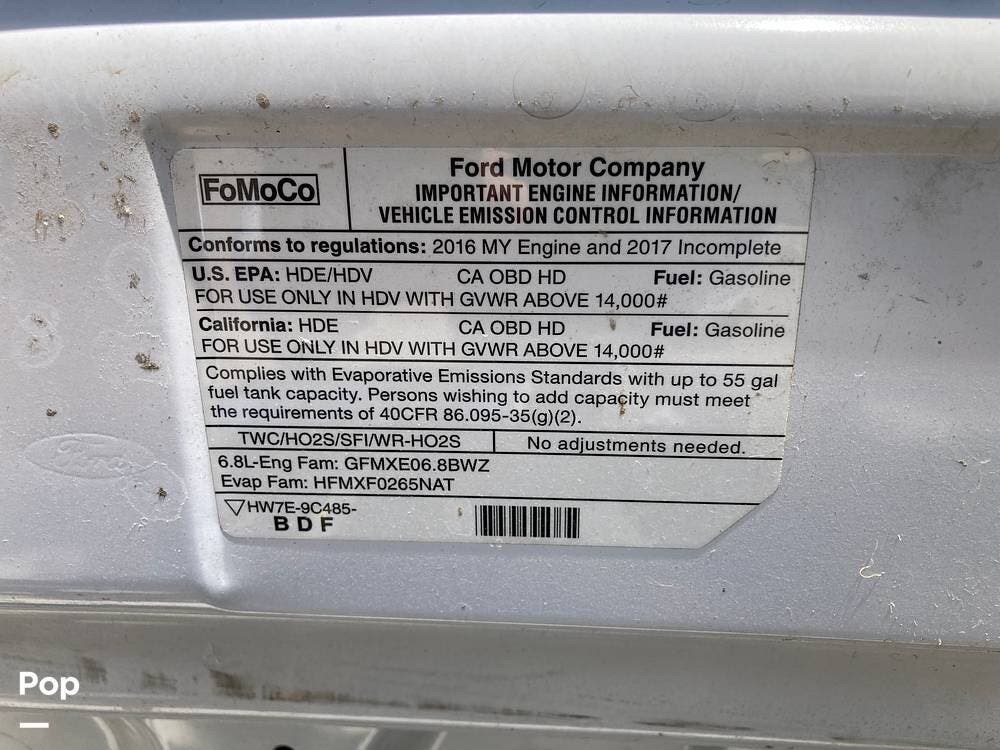 FoMoCo
Ford Motor Company
IMPORTANT ENGINE INFORMATION/
VEHICLE EMISSION CONTROL INFORMATION
Conforms to regulations: 2016 MY Engine and 2017 Incomplete
U.S. EPA: HDE/HDV CA OBD HD Fuel: Gasoline
FOR USE ONLY IN HDV WITH GVWR ABOVE 14,000#
California: HDE CA OBD HD Fuel: Gasoline
FOR USE ONLY IN HDV WITH GVWR ABOVE 14,000#
Complies with Evaporative Emissions Standards with up to 55 gal
fuel tank capacity. Persons wishing to add capacity must meet
the requirements of 40CFR 86.095-35(g)(2).
TWC/HO2S/SFI/WR-HO2S No adjustments needed.
6.8L-Eng Fam: GFMXE06.8BWZ
Evap Fam: HFMXF0265NAT
HW7E-9C485-
B D F
Ford
Pop